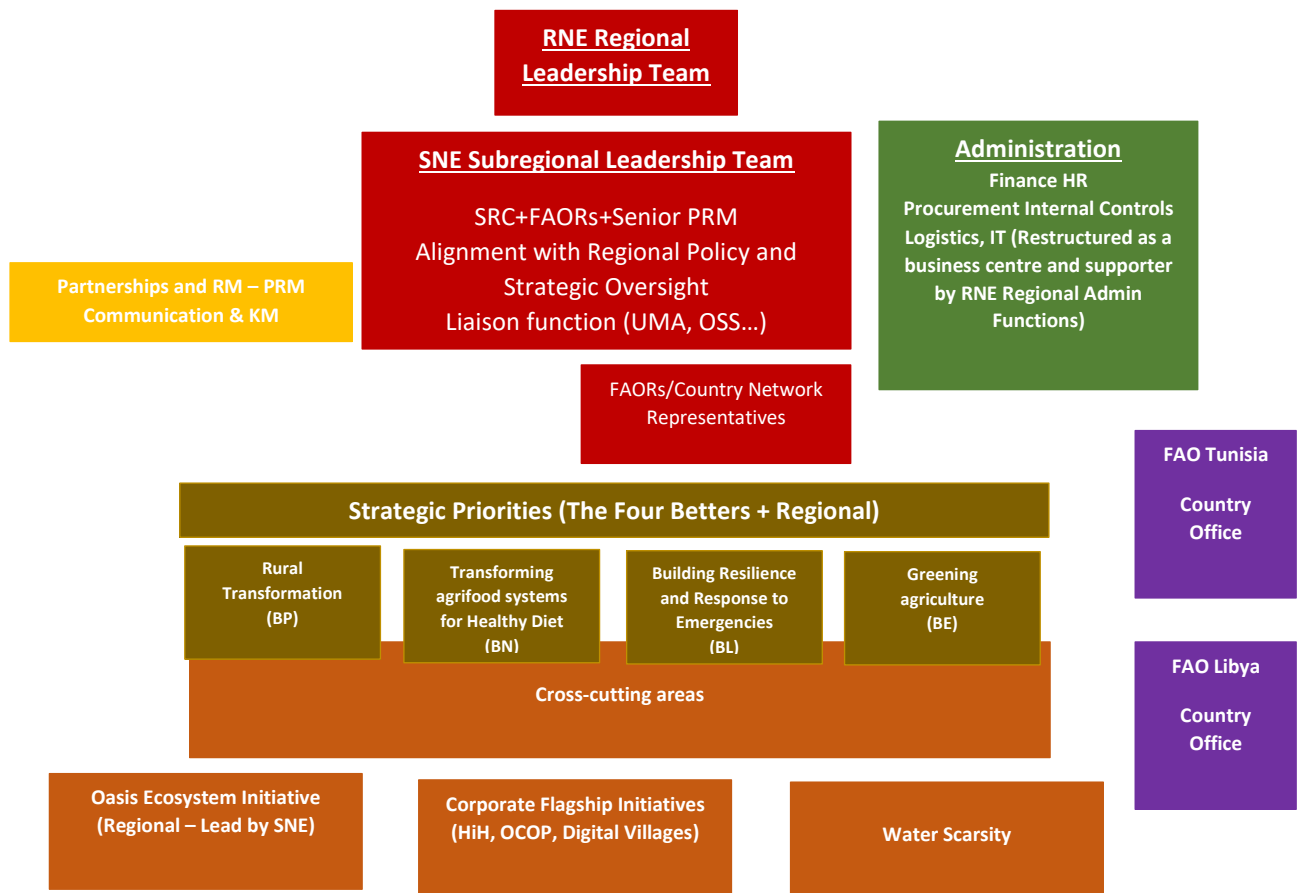 RNE Regional
Leadership Team
SNE Subregional Leadership Team
SRC+FAORs+Senior PRM
Alignment with Regional Policy and
Strategic Oversight
Liaison function (UMA, OSS...)
Administration
Finance HR
Procurement Internal Controls
Logistics, IT (Restructured as a
business centre and supporter
by RNE Regional Admin
Functions)
Partnerships and RM – PRM
Communication & KM
FAORs/Country Network
Representatives
FAO Tunisia
Country
Office
Strategic Priorities (The Four Betters + Regional)
Rural
Transformation
(BP)
Transforming
agrifood systems
for Healthy Diet
(BN)
Building Resilience
and Response to
Emergencies
(BL)
Greening
agriculture
(BE)
Cross-cutting areas
FAO Libya
Country
Office
Oasis Ecosystem Initiative
(Regional – Lead by SNE)
Corporate Flagship Initiatives
(HiH, OCOP, Digital Villages)
Water Scarsity